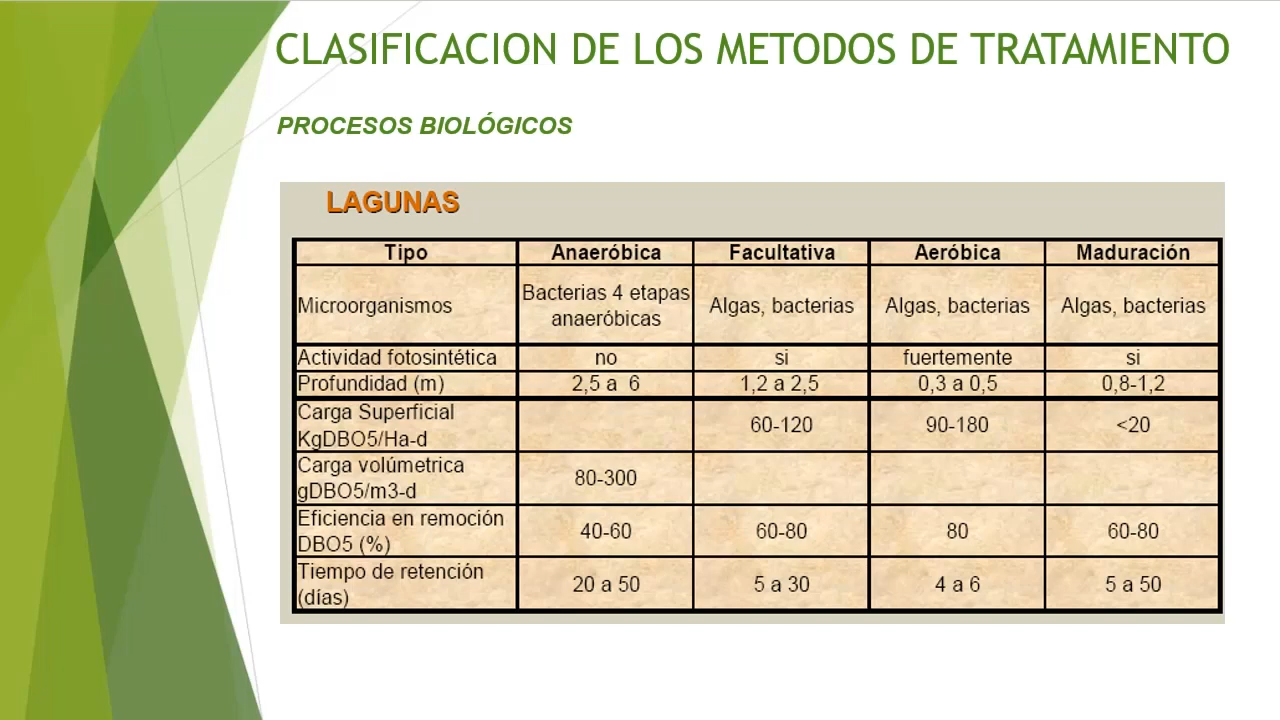 CLASIFICACION DE LOS METODOS DE TRATAMIENTO
PROCESOS BIOLÓGICOS
LAGUNAS
Tipo Anaeróbica Facultativa Aeróbica Maduración
Microorganismos Bacterias 4 etapas anaeróbicas Algas, bacterias Algas, bacterias Algas, bacterias
Actividad fotosintética no si fuertemente si
Profundidad (m) 2,5 a 6 1,2 a 2,5 0,3 a 0,5 0,8-1,2
Carga Superficial KgDBO5/Ha-d 60-120 90-180 <20
Carga volúmetrica gDBO5/m3-d 80-300
Eficiencia en remoción DBO5 (%) 40-60 60-80 80 60-80
Tiempo de retención (días) 20 a 50 5 a 30 4 a 6 5 a 50